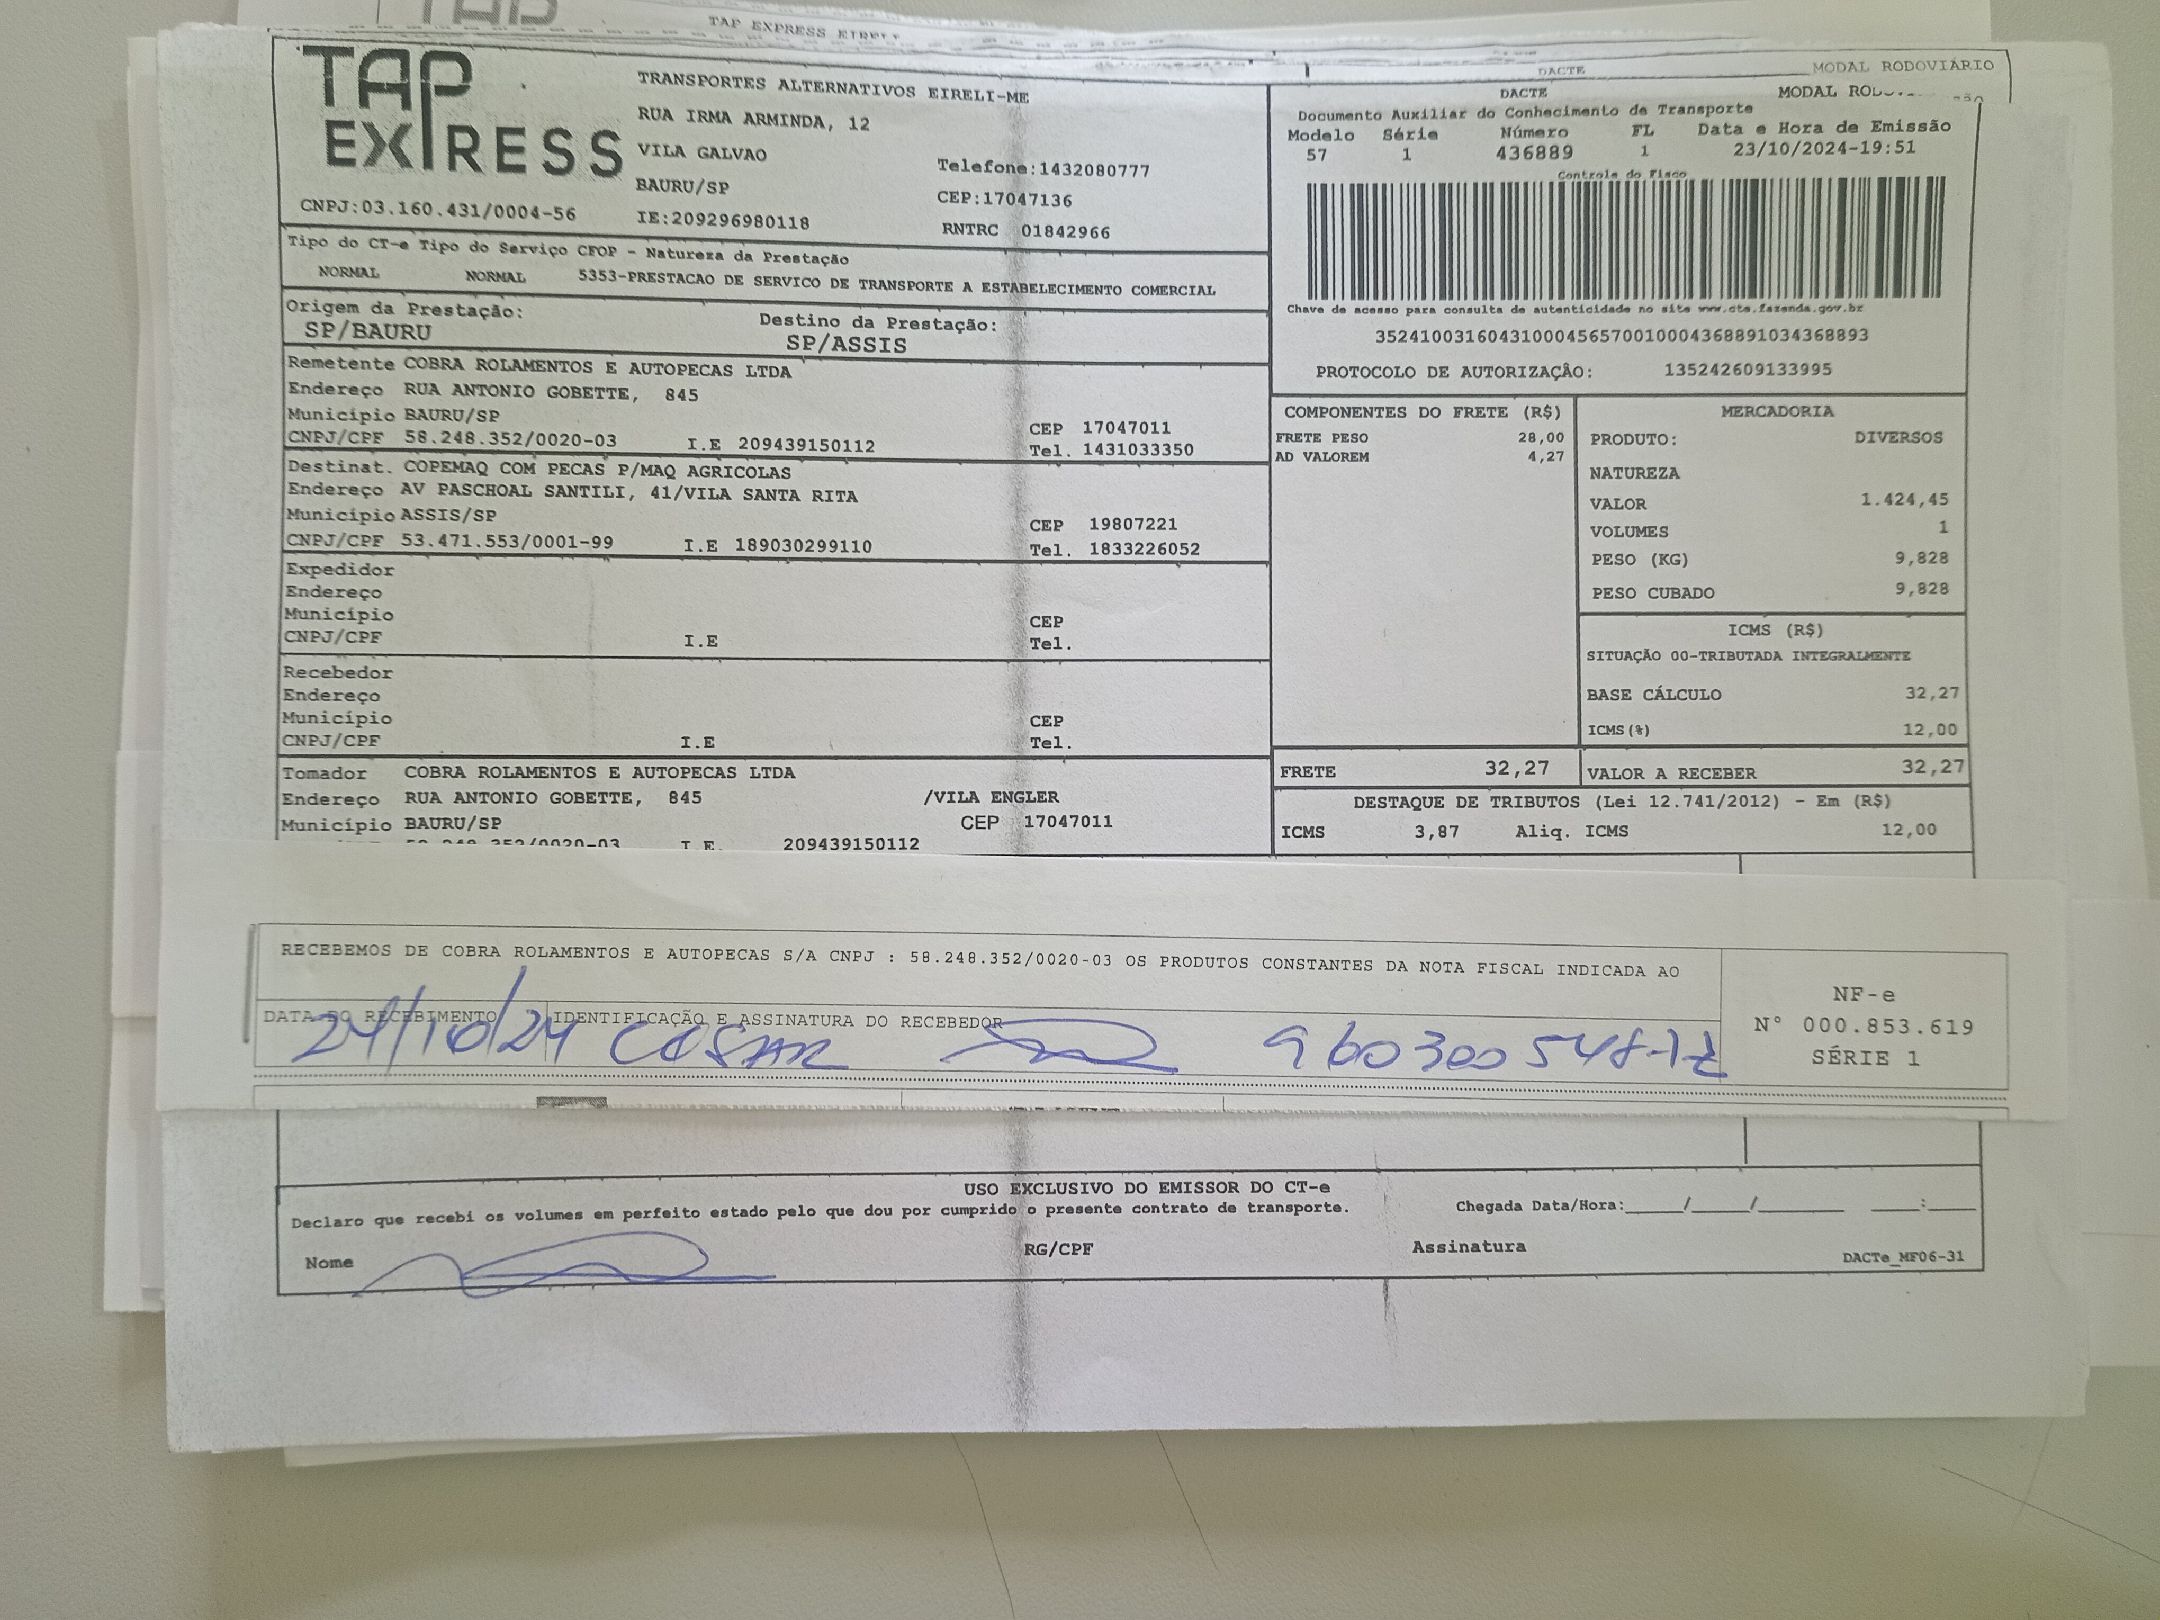 TAP EXPRESS EIRELI
TAP
EXPRESS
TRANSPORTES ALTERNATIVOS EIRELI-ME
RUA IRMA ARMINDA, 12
VILA GALVAO
Telefone:1432080777
BAURU/SP
CEP:17047136
CNPJ:03.160.431/0004-56
IE:209296980118
RNTRC 01842966
DACTE
MODAL RODOVIÁRIO
DACTE
Documento Auxiliar do Conhecimento de Transporte
Modelo Série Número FL Data e Hora de Emissão
57 1 436889 1 23/10/2024-19:51
Controle do Fisco
Chave de acesso para consulta de autenticidade no site www.cte.fazenda.gov.br
35241003160431000456570010004368891034368893
PROTOCOLO DE AUTORIZAÇÃO: 135242609133995
Tipo do CT-e Tipo do Serviço CFOP - Natureza da Prestação
NORMAL NORMAL 5353-PRESTACAO DE SERVICO DE TRANSPORTE A ESTABELECIMENTO COMERCIAL
Origem da Prestação: Destino da Prestação:
SP/BAURU SP/ASSIS
Remetente COBRA ROLAMENTOS E AUTOPECAS LTDA
Endereço RUA ANTONIO GOBETTE, 845
Município BAURU/SP CEP 17047011
CNPJ/CPF 58.248.352/0020-03 I.E 209439150112 Tel. 1431033350
Destinat. COPEMAQ COM PECAS P/MAQ AGRICOLAS
Endereço AV PASCHOAL SANTILI, 41/VILA SANTA RITA
Município ASSIS/SP CEP 19807221
CNPJ/CPF 53.471.553/0001-99 I.E 189030299110 Tel. 1833226052
Expedidor
Endereço
Município CEP
CNPJ/CPF I.E Tel.
Recebedor
Endereço
Município CEP
CNPJ/CPF I.E Tel.
Tomador COBRA ROLAMENTOS E AUTOPECAS LTDA
Endereço RUA ANTONIO GOBETTE, 845 /VILA ENGLER
Município BAURU/SP CEP 17047011
58.248.352/0020-03 I.E. 209439150112
COMPONENTES DO FRETE (R$)
FRETE PESO 28,00
AD VALOREM 4,27
MERCADORIA
PRODUTO: DIVERSOS
NATUREZA
VALOR 1.424,45
VOLUMES 1
PESO (KG) 9,828
PESO CUBADO 9,828
ICMS (R$)
SITUAÇÃO 00-TRIBUTADA INTEGRALMENTE
BASE CÁLCULO 32,27
ICMS(%) 12,00
FRETE 32,27 VALOR A RECEBER 32,27
DESTAQUE DE TRIBUTOS (Lei 12.741/2012) - Em (R$)
ICMS 3,87 Aliq. ICMS 12,00
RECEBEMOS DE COBRA ROLAMENTOS E AUTOPECAS S/A CNPJ : 58.248.352/0020-03 OS PRODUTOS CONSTANTES DA NOTA FISCAL INDICADA AO
DATA DO RECEBIMENTO IDENTIFICAÇÃO E ASSINATURA DO RECEBEDOR
24/10/24
NF-e
N° 000.853.619
SÉRIE 1
USO EXCLUSIVO DO EMISSOR DO CT-e
Declaro que recebi os volumes em perfeito estado pelo que dou por cumprido o presente contrato de transporte.
Chegada Data/Hora:_____/_____/________ ____:____
Nome RG/CPF Assinatura
DACTe_MF06-31